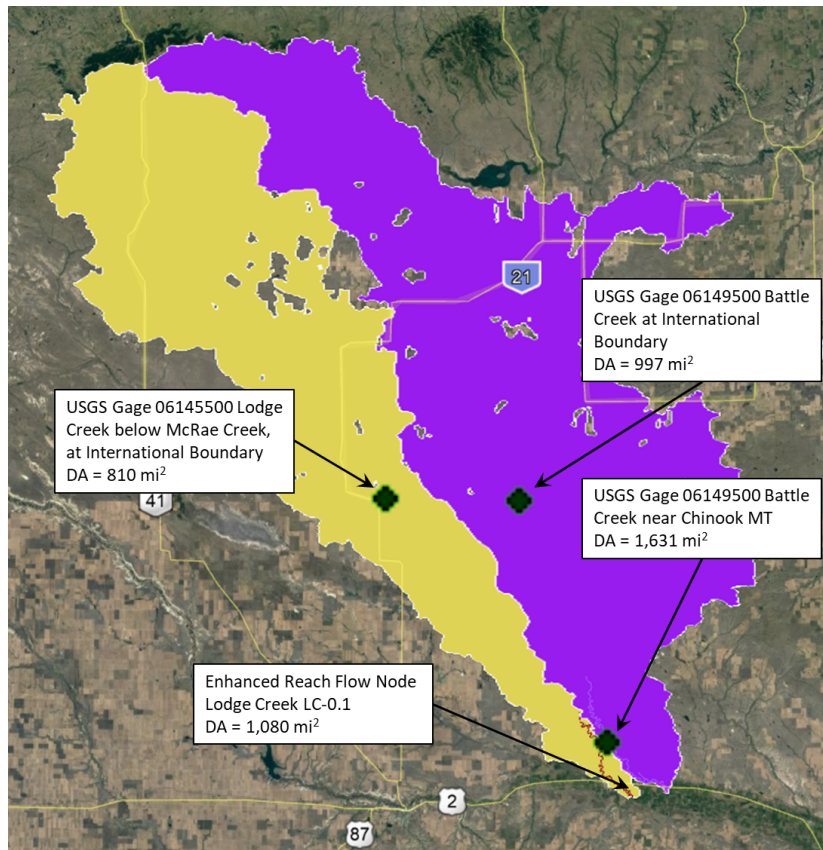 21
USGS Gage 06149500 Battle
Creek at International
Boundary
DA = 997 mi²
USGS Gage 06145500 Lodge
Creek below McRae Creek,
at International Boundary
DA = 810 mi²
41
USGS Gage 06149500 Battle
Creek near Chinook MT
DA = 1,631 mi²
Enhanced Reach Flow Node
Lodge Creek LC-0.1
DA = 1,080 mi²
2
87